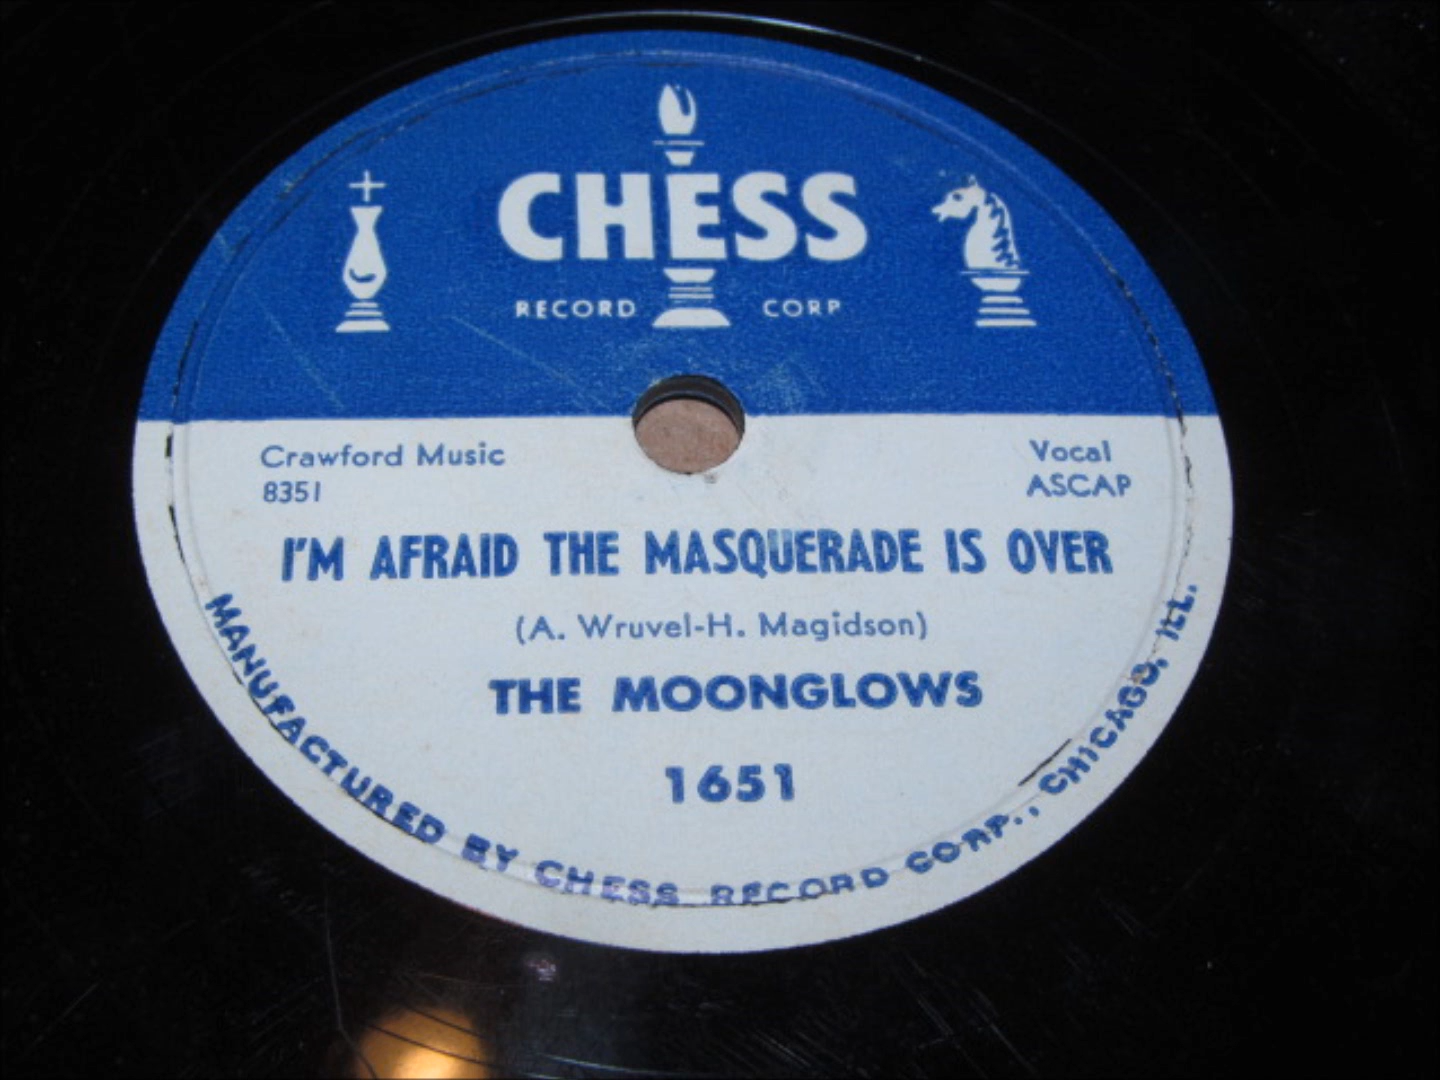 CHESS
RECORD CORP
Crawford Music
8351
Vocal
ASCAP
I'M AFRAID THE MASQUERADE IS OVER
(A. Wruvel-H. Magidson)
THE MOONGLOWS
1651
MANUFACTURED BY CHESS RECORD CORP., CHICAGO, ILL.